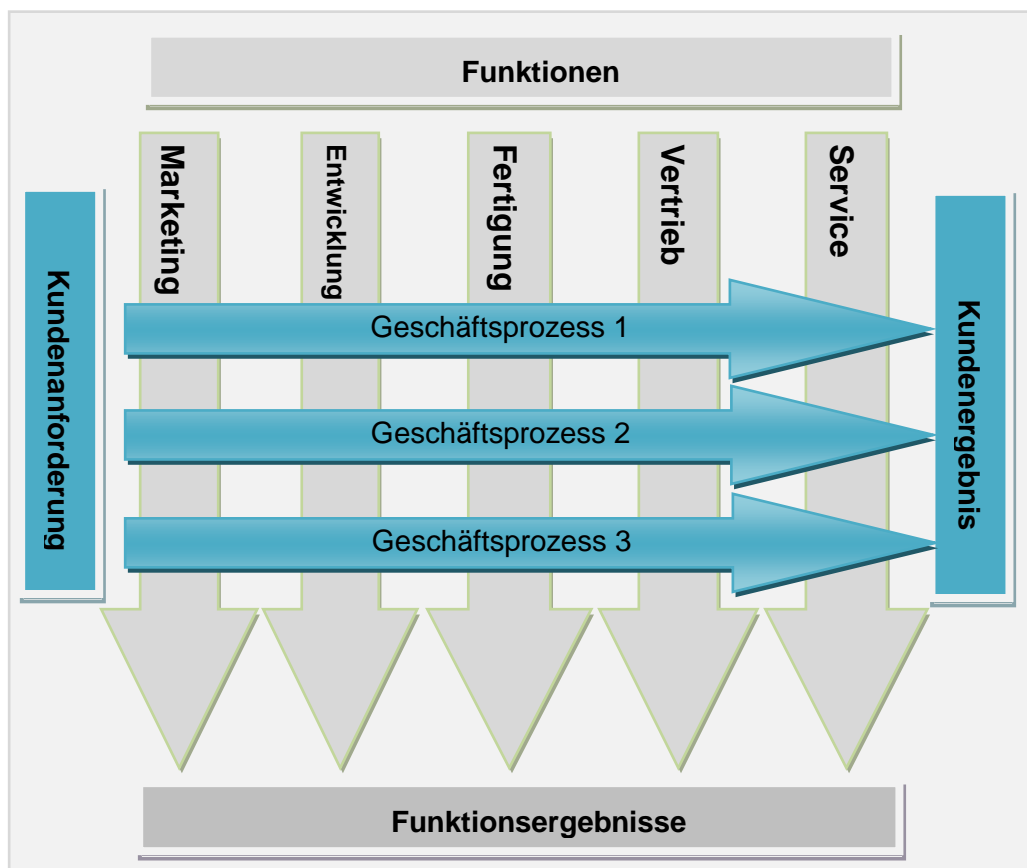 Funktionen
Marketing
Entwicklung
Fertigung
Vertrieb
Service
Kundenanforderung
Geschäftsprozess 1
Geschäftsprozess 2
Geschäftsprozess 3
Kundenergebnis
Funktionsergebnisse